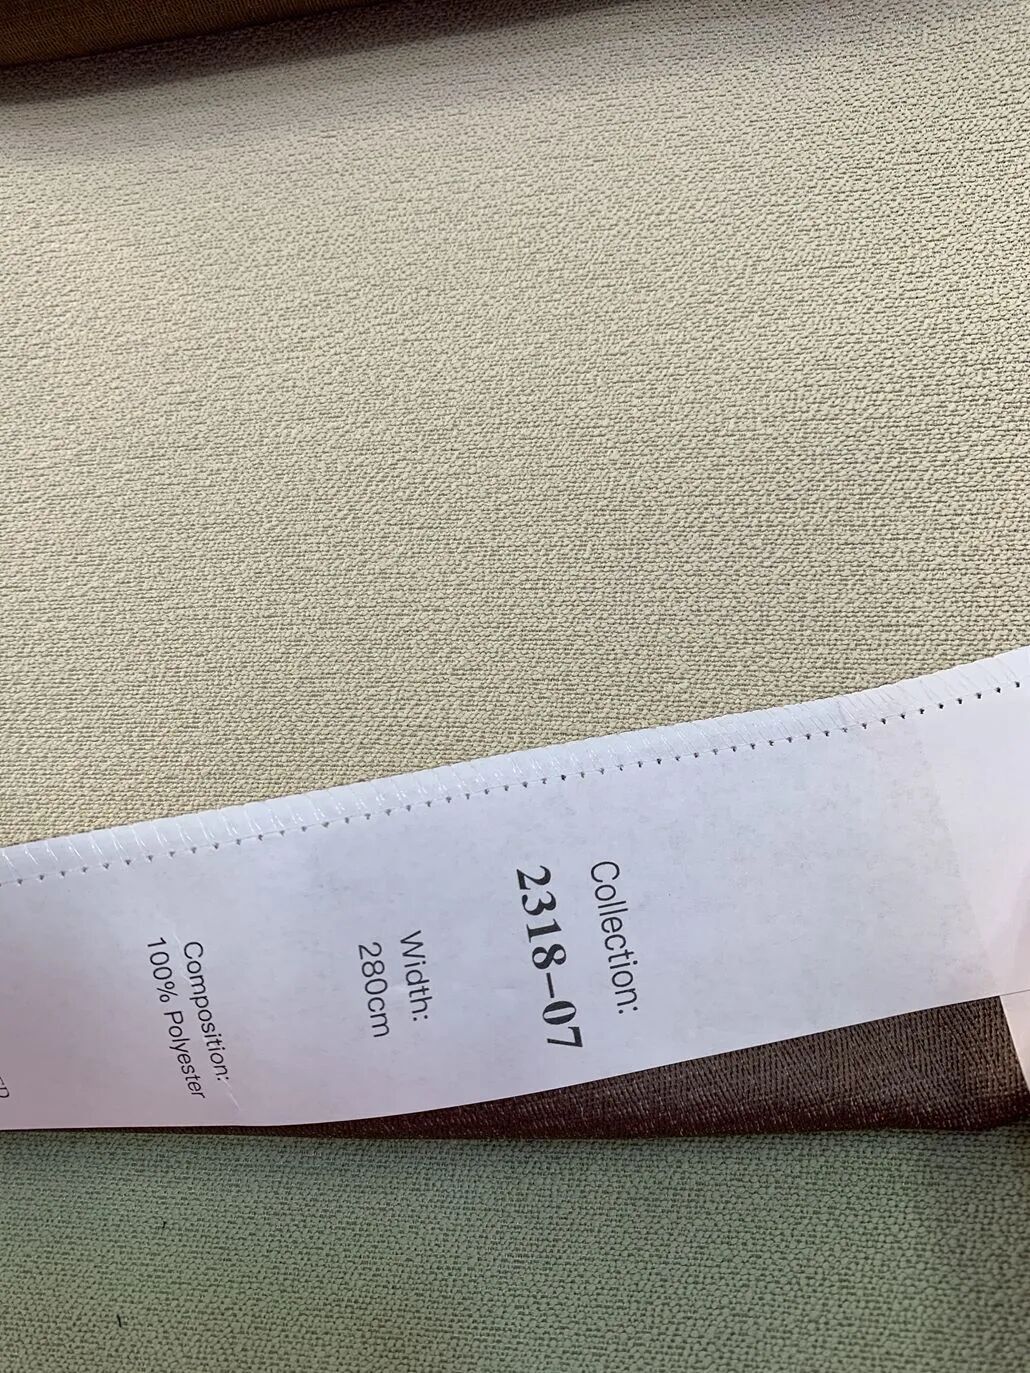 Collection:
2318-07
Width:
280cm
Composition:
100% Polyester